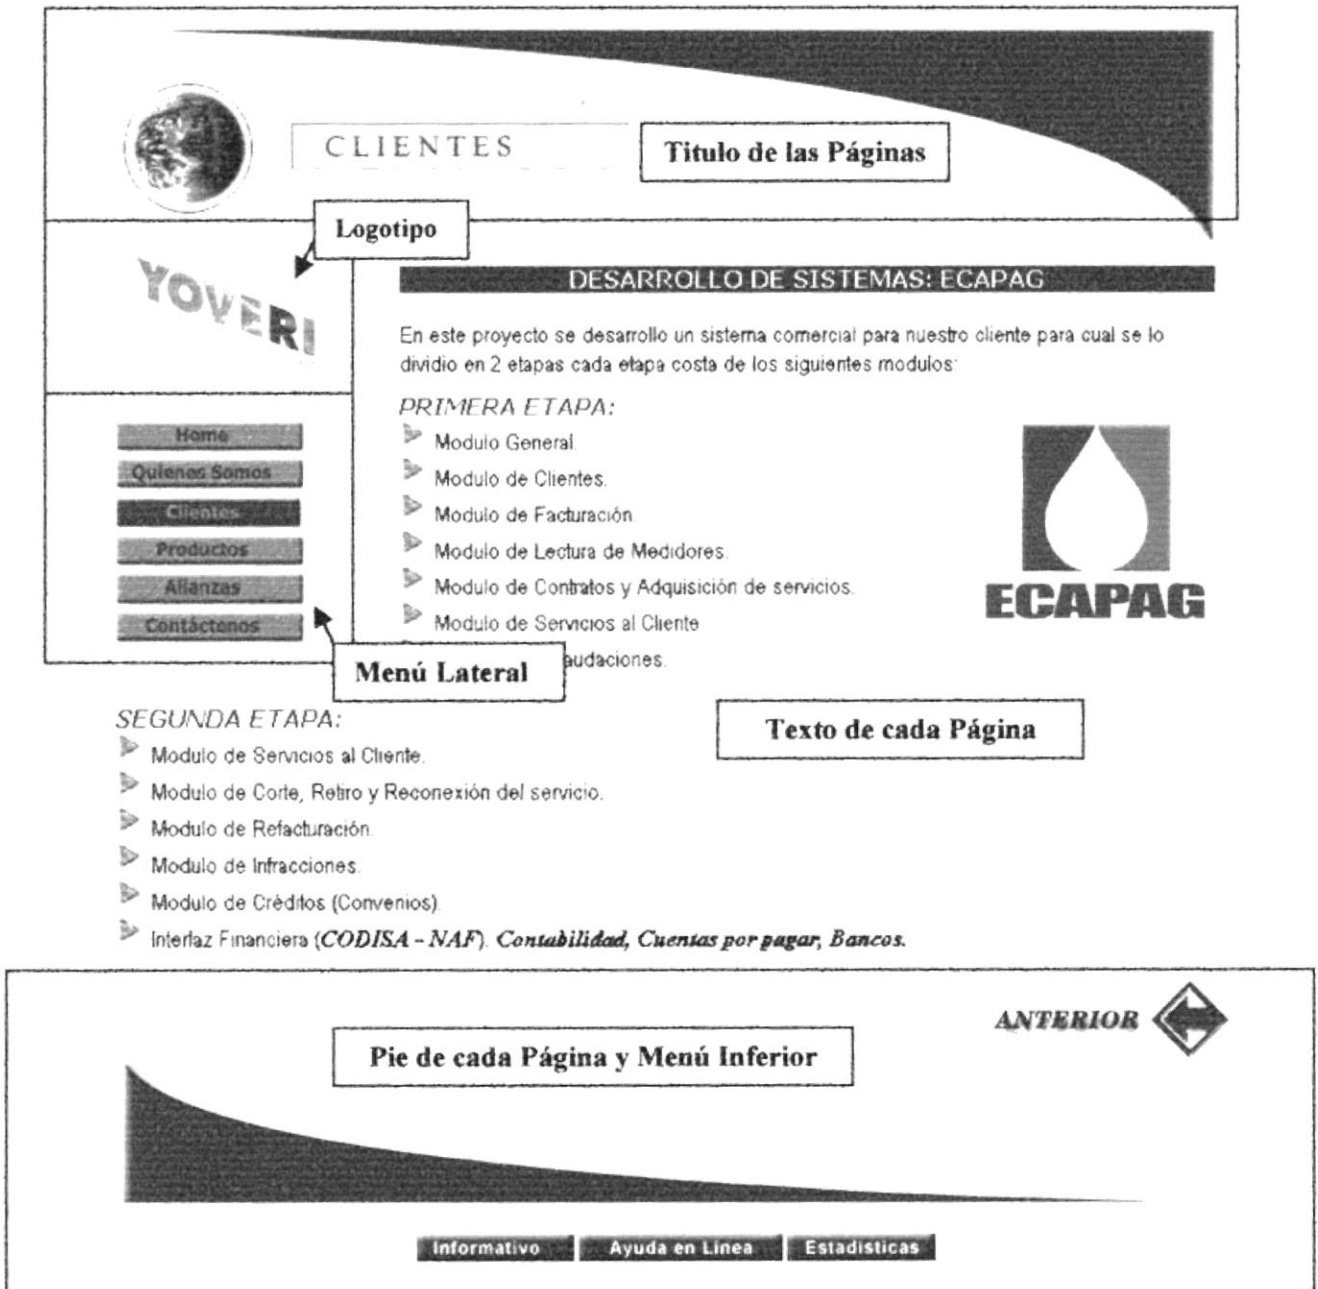 CLIENTES
Titulo de las Páginas
Logotipo
YOVERI
DESARROLLO DE SISTEMAS: ECAPAG
En este proyecto se desarrollo un sistema comercial para nuestro cliente para cual se lo
dividio en 2 etapas cada etapa costa de los siguientes modulos:
PRIMERA ETAPA:
Modulo General.
Modulo de Clientes.
Modulo de Facturación
Modulo de Lectura de Medidores.
Modulo de Contratos y Adquisición de servicios.
Modulo de Servicios al Cliente
audaciones.
ECAPAG
Home
Quienes Somos
Clientes
Productos
Alianzas
Contáctenos
Menú Lateral
Texto de cada Página
SEGUNDA ETAPA:
Modulo de Servicios al Cliente.
Modulo de Corte, Retiro y Reconexión del servicio.
Modulo de Refacturación.
Modulo de Infracciones.
Modulo de Créditos (Convenios).
Interfaz Financiera (CODISA - NAF). Contabilidad, Cuentas por pagar, Bancos.
ANTERIOR
Pie de cada Página y Menú Inferior
Informativo
Ayuda en Linea
Estadisticas